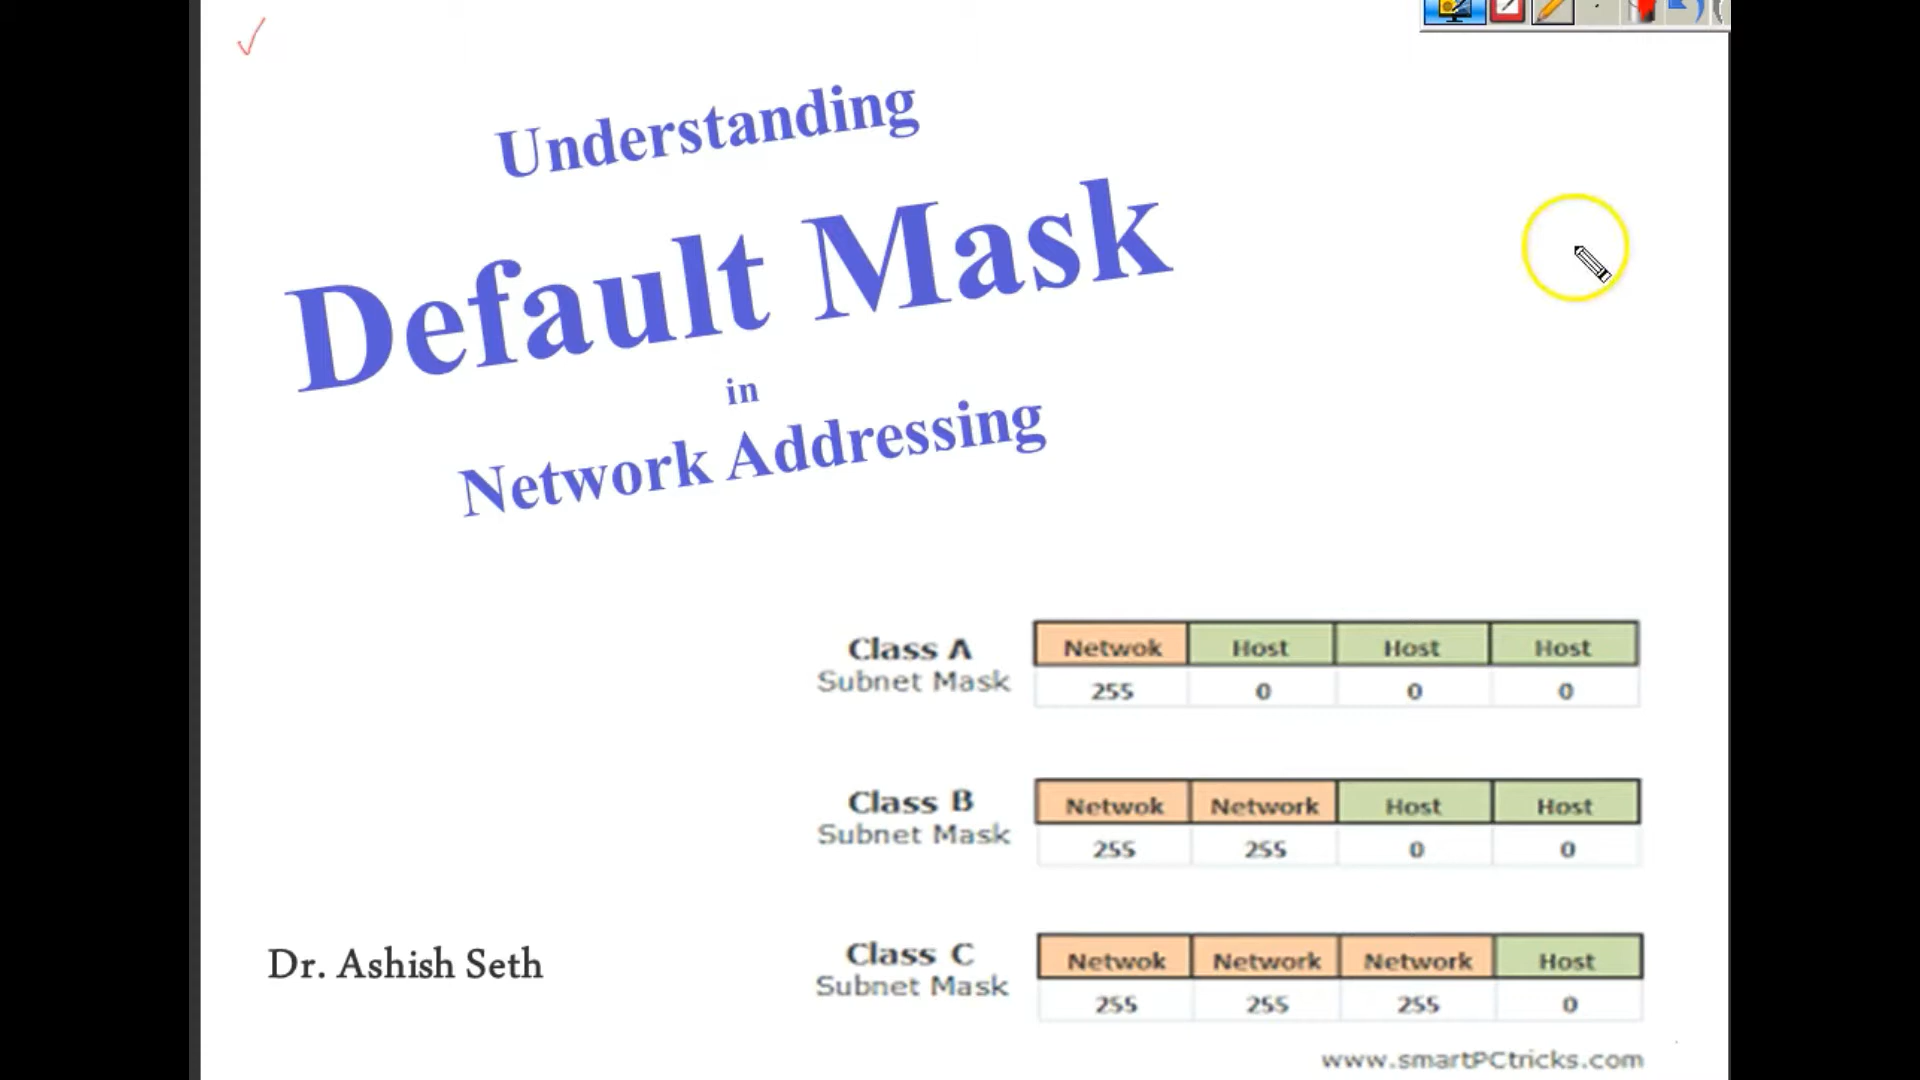 Understanding
Default Mask
in
Network Addressing
Class A
Subnet Mask
Netwok Host Host Host
255 0 0 0
Class B
Subnet Mask
Netwok Network Host Host
255 255 0 0
Class C
Subnet Mask
Netwok Network Network Host
255 255 255 0
Dr. Ashish Seth
www.smartPCtricks.com